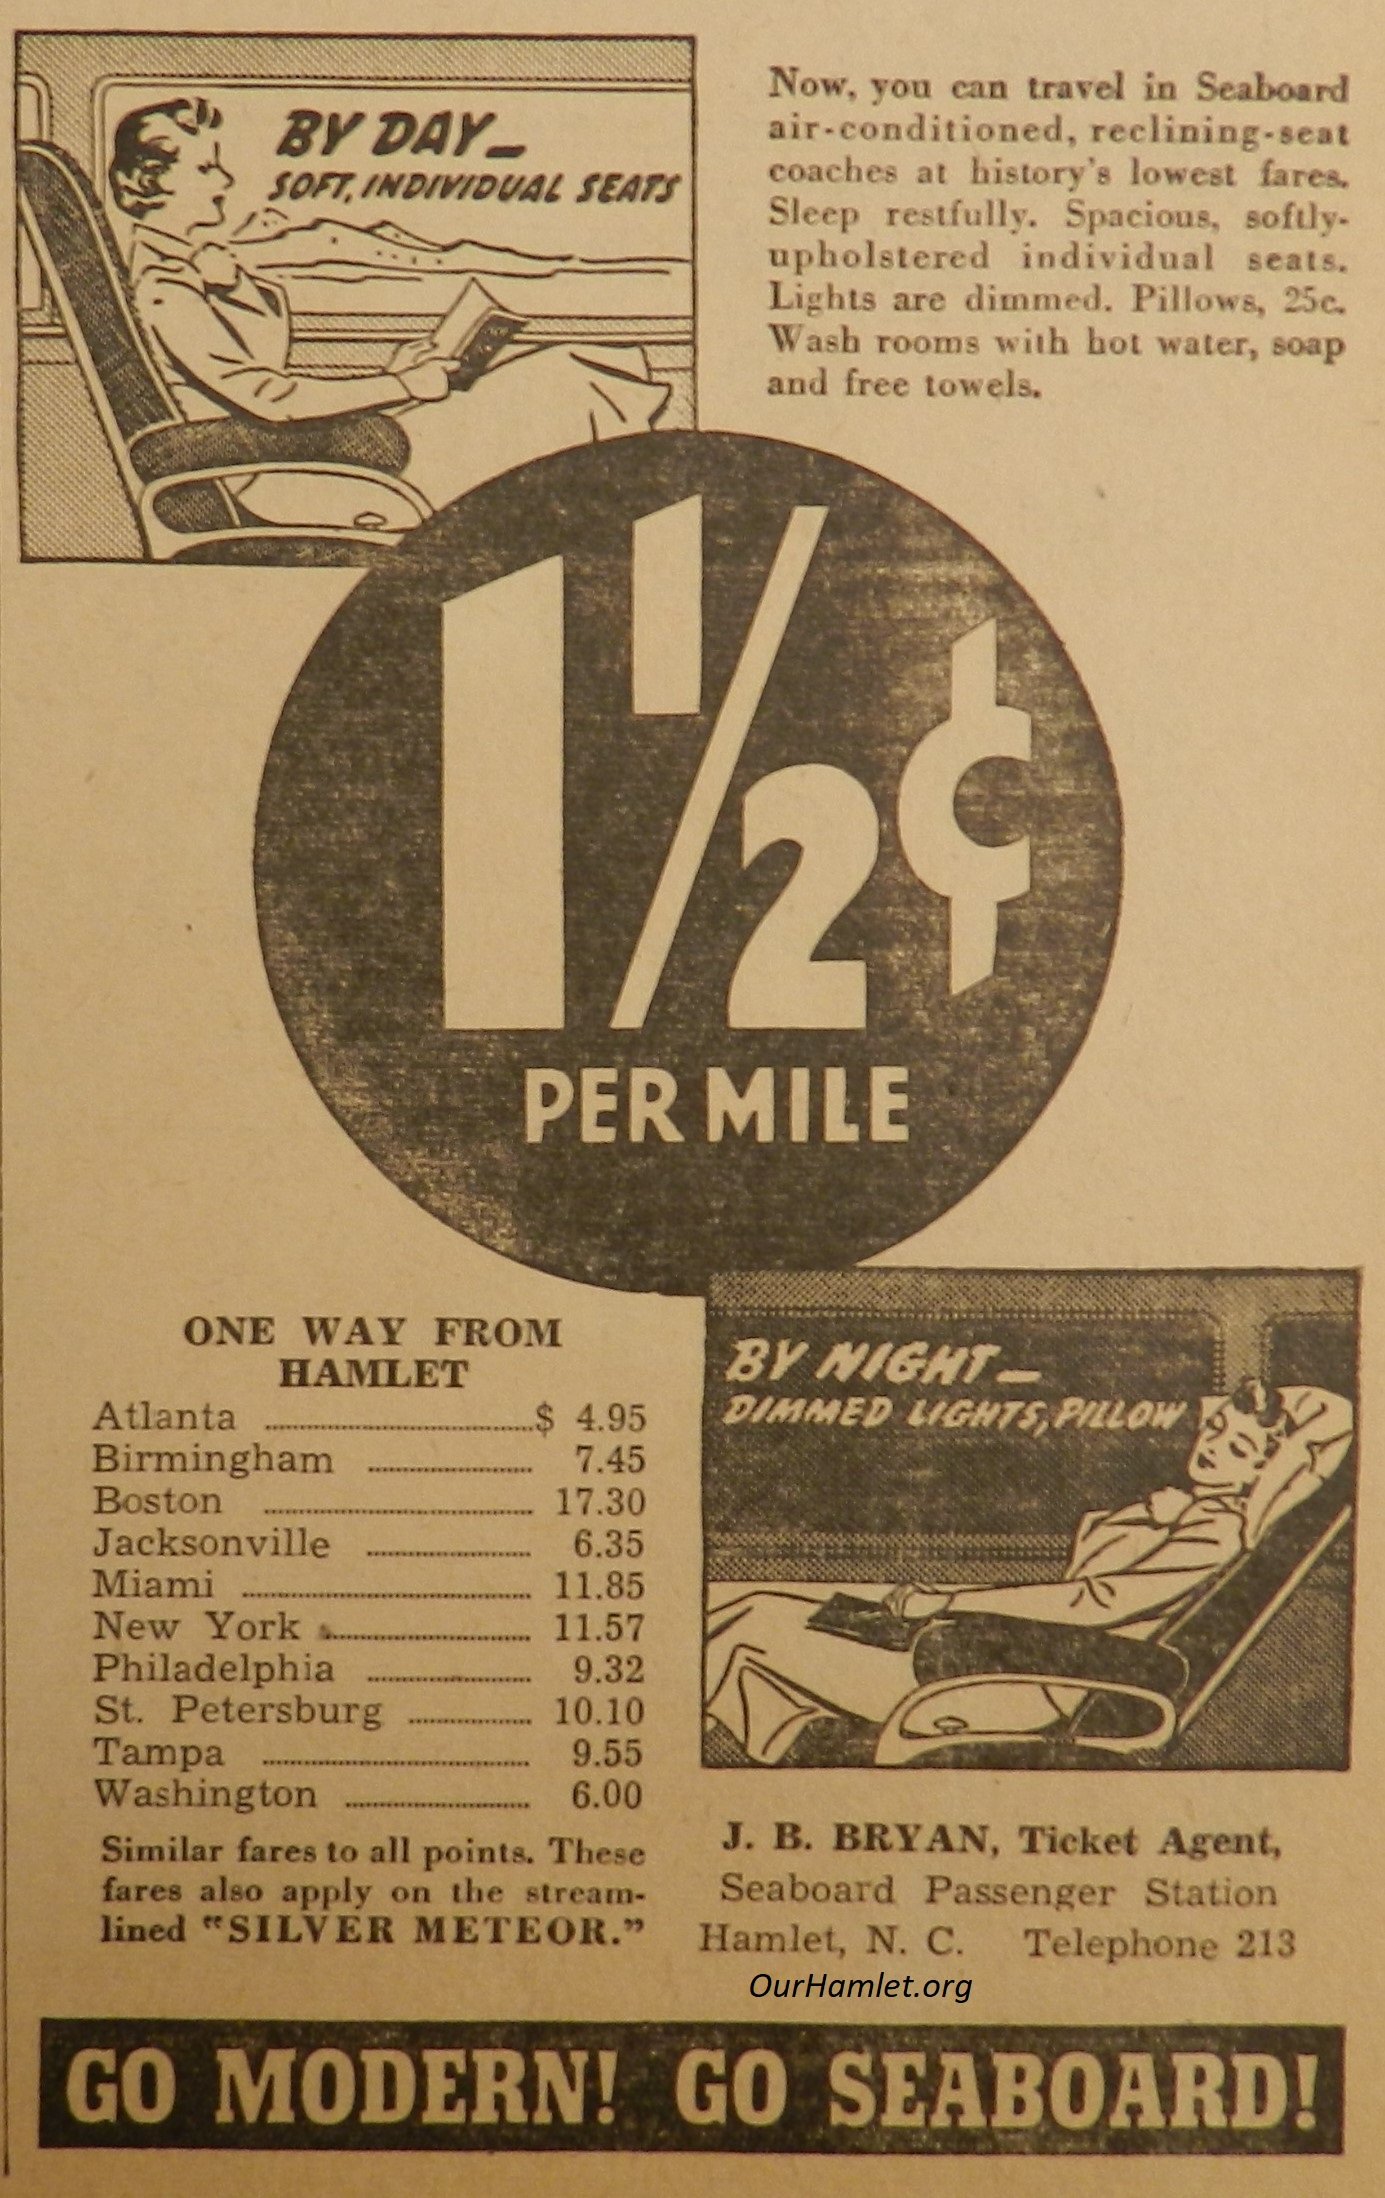 BY DAY—
SOFT, INDIVIDUAL SEATS
Now, you can travel in Seaboard
air-conditioned, reclining-seat
coaches at history's lowest fares.
Sleep restfully. Spacious, softly-
upholstered individual seats.
Lights are dimmed. Pillows, 25c.
Wash rooms with hot water, soap
and free towels.
1 1/2 ¢
PER MILE
ONE WAY FROM
HAMLET
Atlanta ........ $ 4.95
Birmingham ........ 7.45
Boston ........ 17.30
Jacksonville ........ 6.35
Miami ........ 11.85
New York ........ 11.57
Philadelphia ........ 9.32
St. Petersburg ........ 10.10
Tampa ........ 9.55
Washington ........ 6.00
Similar fares to all points. These
fares also apply on the stream-
lined "SILVER METEOR."
BY NIGHT—
DIMMED LIGHTS, PILLOW
J. B. BRYAN, Ticket Agent,
Seaboard Passenger Station
Hamlet, N. C. Telephone 213
OurHamlet.org
GO MODERN! GO SEABOARD!